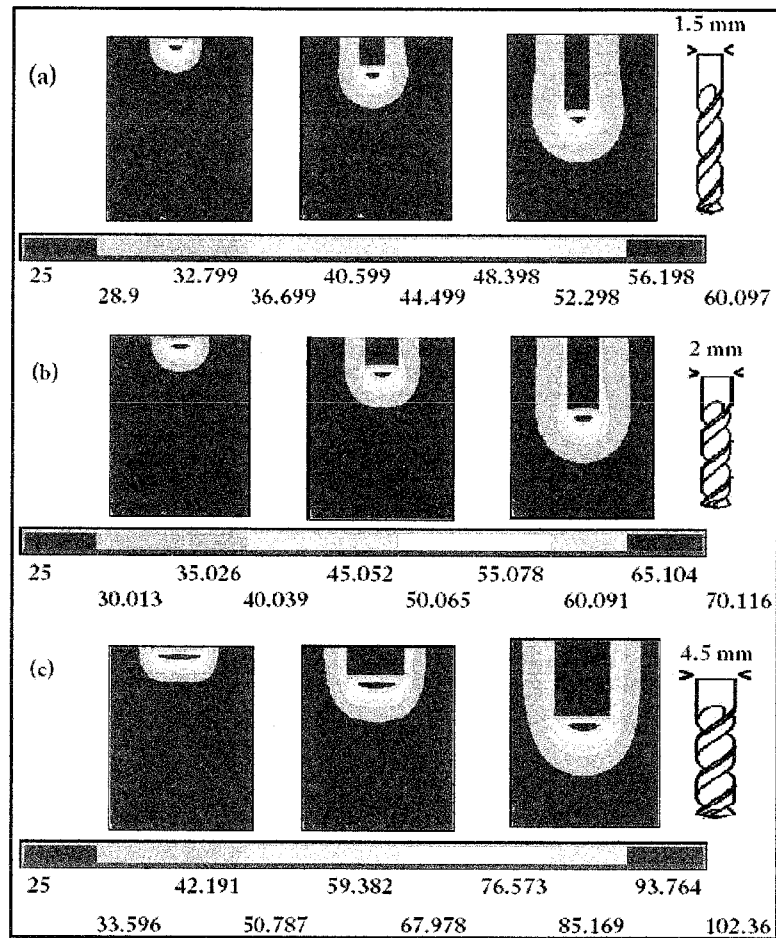 1.5 mm
(a)
25 32.799 40.599 48.398 56.198
28.9 36.699 44.499 52.298 60.097
2 mm
(b)
25 35.026 45.052 55.078 65.104
30.013 40.039 50.065 60.091 70.116
4.5 mm
(c)
25 42.191 59.382 76.573 93.764
33.596 50.787 67.978 85.169 102.36